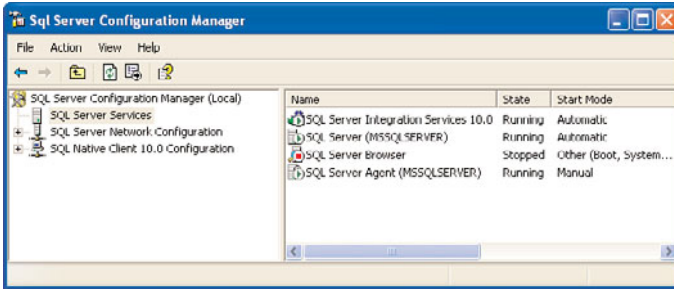 Sql Server Configuration Manager
File Action View Help
SQL Server Configuration Manager (Local)
SQL Server Services
SQL Server Network Configuration
SQL Native Client 10.0 Configuration
Name State Start Mode
SQL Server Integration Services 10.0 Running Automatic
SQL Server (MSSQLSERVER) Running Automatic
SQL Server Browser Stopped Other (Boot, System...
SQL Server Agent (MSSQLSERVER) Running Manual